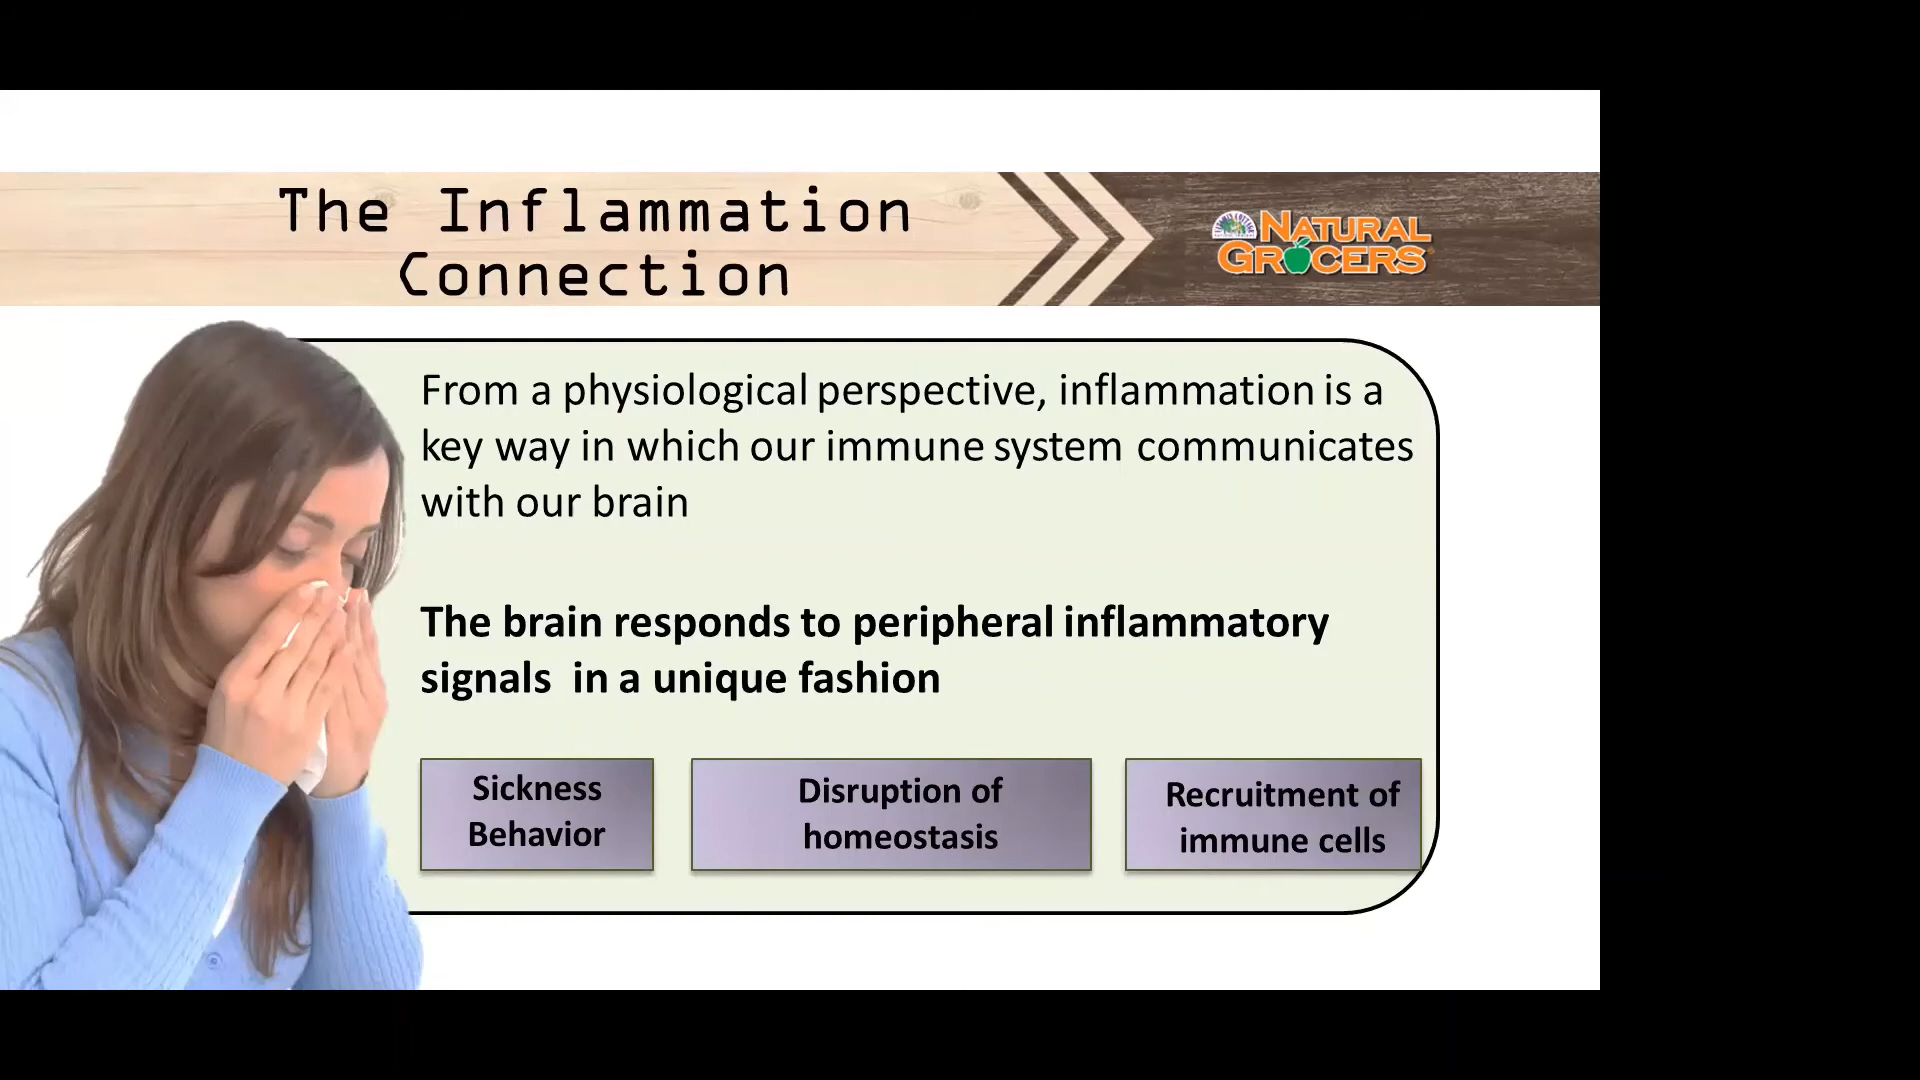 The Inflammation
Connection
NATURAL
GROCERS
From a physiological perspective, inflammation is a
key way in which our immune system communicates
with our brain
The brain responds to peripheral inflammatory
signals  in a unique fashion
Sickness
Behavior
Disruption of
homeostasis
Recruitment of
immune cells